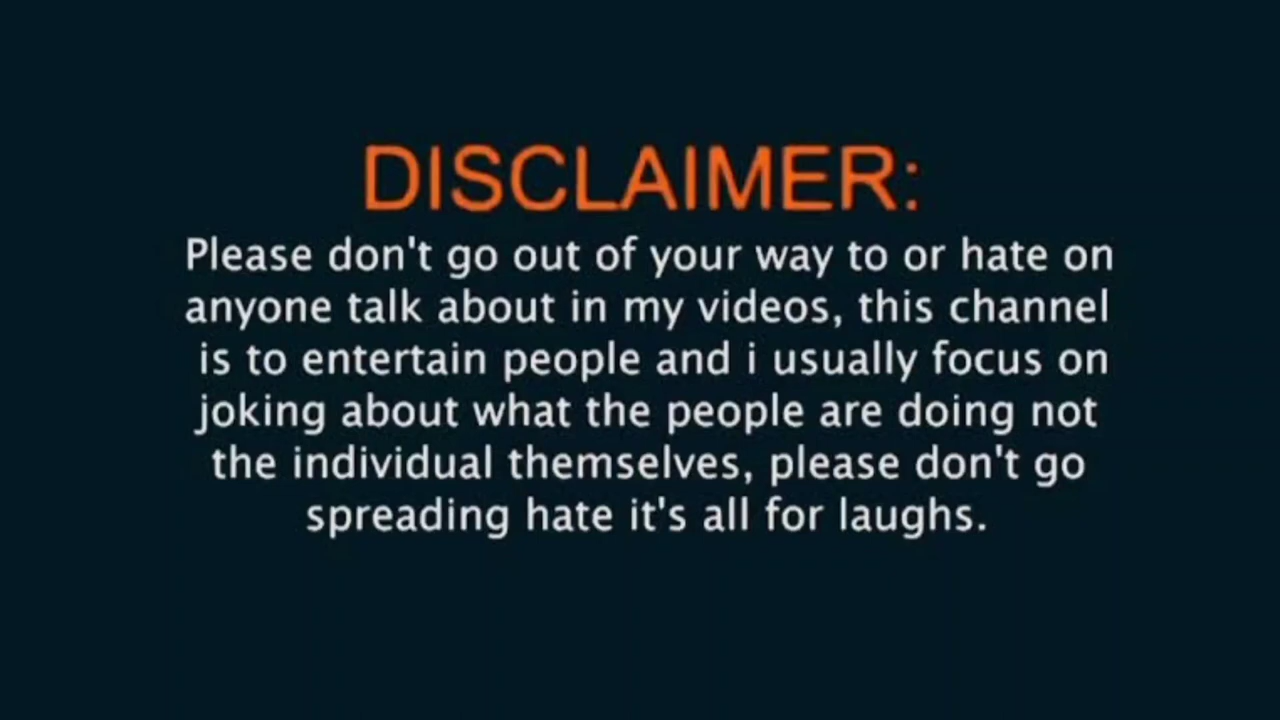 DISCLAIMER:
Please don't go out of your way to or hate on
anyone talk about in my videos, this channel
is to entertain people and i usually focus on
joking about what the people are doing not
the individual themselves, please don't go
spreading hate it's all for laughs.